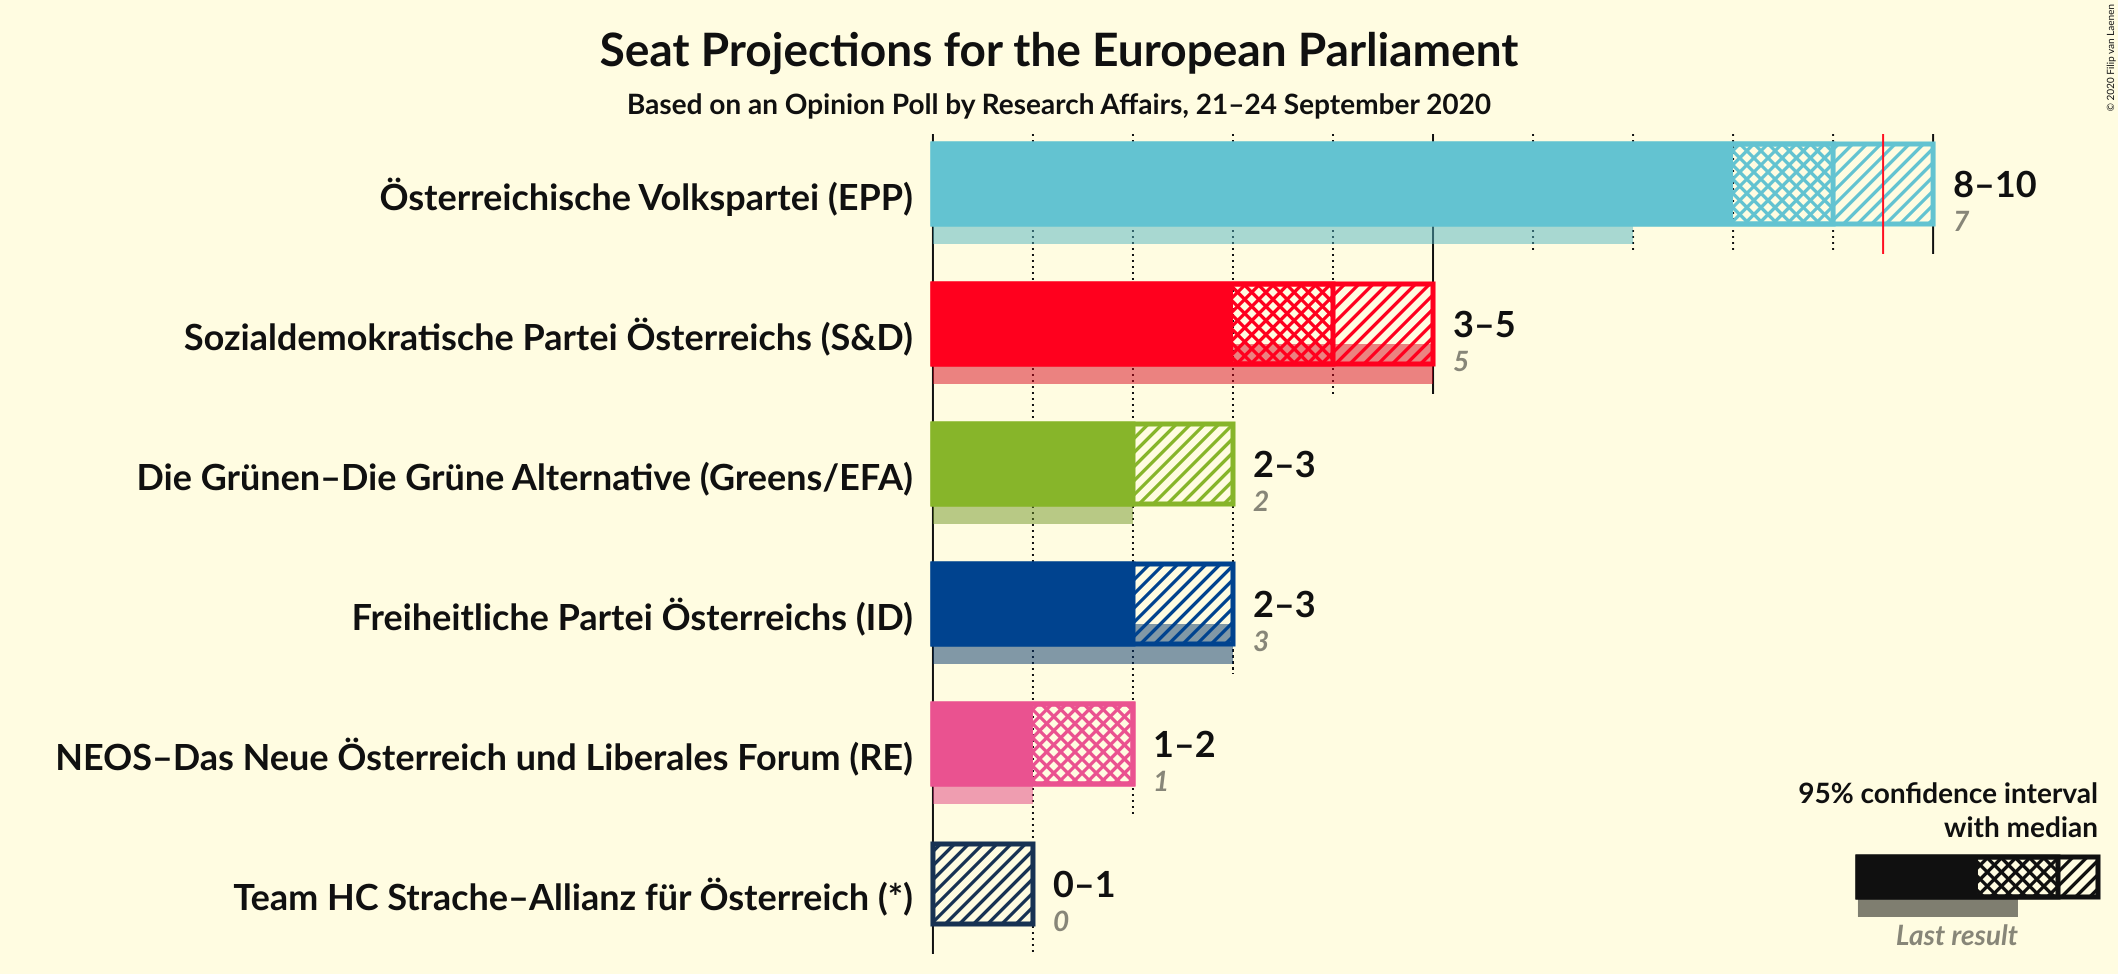 Seat Projections for the European Parliament
Based on an Opinion Poll by Research Affairs, 21–24 September 2020
© 2020 Filip van Laenen
Österreichische Volkspartei (EPP)
8–10
7
Sozialdemokratische Partei Österreichs (S&D)
3–5
5
Die Grünen–Die Grüne Alternative (Greens/EFA)
2–3
2
Freiheitliche Partei Österreichs (ID)
2–3
3
NEOS–Das Neue Österreich und Liberales Forum (RE)
1–2
1
Team HC Strache–Allianz für Österreich (*)
0–1
0
95% confidence interval
with median
Last result